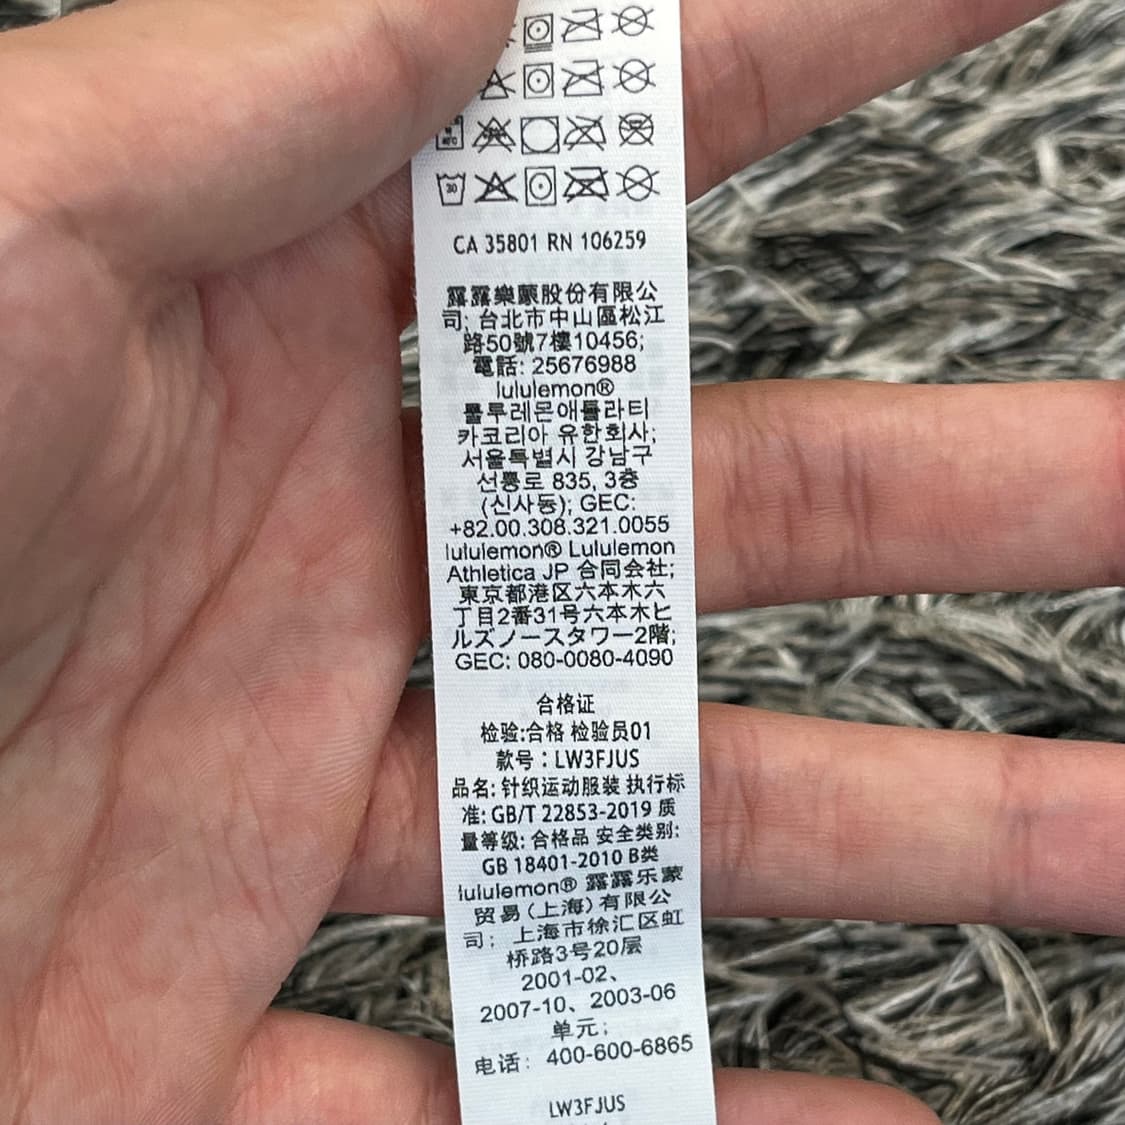 30
CA 35801 RN 106259
露露樂蒙股份有限公
司; 台北市中山區松江
路50號7樓10456;
電話: 25676988
lululemon®
룰루레몬애틀라티
카코리아 유한회사;
서울특별시 강남구
선릉로 835, 3층
(신사동); GEC:
+82.00.308.321.0055
lululemon® Lululemon
Athletica JP 合同会社;
東京都港区六本木六
丁目2番31号六本木ヒ
ルズノースタワー2階;
GEC: 080-0080-4090
合格证
检验:合格 检验员01
款号：LW3FJUS
品名: 针织运动服装 执行标
准: GB/T 22853-2019 质
量等级: 合格品 安全类别:
GB 18401-2010 B类
lululemon® 露露乐蒙
贸易（上海）有限公
司； 上海市徐汇区虹
桥路3号20层
2001-02、
2007-10、2003-06
单元；
电话： 400-600-6865
LW3FJUS